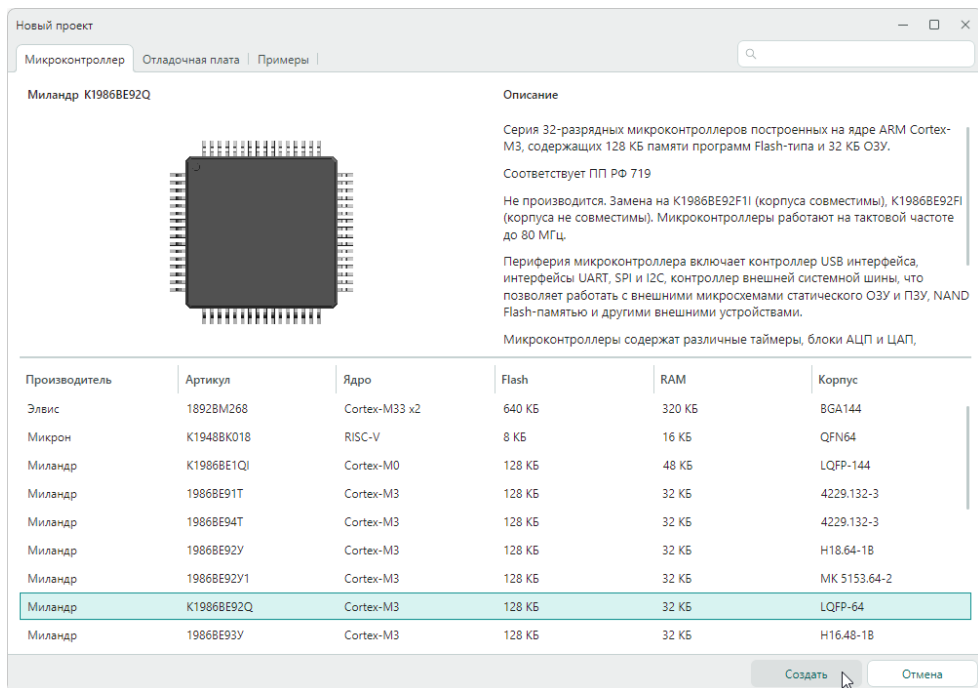 Новый проект
Микроконтроллер Отладочная плата Примеры
Миландр К1986ВЕ92Q
Описание
Серия 32-разрядных микроконтроллеров построенных на ядре ARM Cortex-
M3, содержащих 128 КБ памяти программ Flash-типа и 32 КБ ОЗУ.
Соответствует ПП РФ 719
Не производится. Замена на К1986ВЕ92F1I (корпуса совместимы), К1986ВЕ92FI
(корпуса не совместимы). Микроконтроллеры работают на тактовой частоте
до 80 МГц.
Периферия микроконтроллера включает контроллер USB интерфейса,
интерфейсы UART, SPI и I2C, контроллер внешней системной шины, что
позволяет работать с внешними микросхемами статического ОЗУ и ПЗУ, NAND
Flash-памятью и другими внешними устройствами.
Микроконтроллеры содержат различные таймеры, блоки АЦП и ЦАП,
Производитель Артикул Ядро Flash RAM Корпус
Элвис 1892ВМ268 Cortex-M33 x2 640 КБ 320 КБ BGA144
Микрон К1948ВК018 RISC-V 8 КБ 16 КБ QFN64
Миландр К1986ВЕ1QI Cortex-M0 128 КБ 48 КБ LQFP-144
Миландр 1986ВЕ91Т Cortex-M3 128 КБ 32 КБ 4229.132-3
Миландр 1986ВЕ94Т Cortex-M3 128 КБ 32 КБ 4229.132-3
Миландр 1986ВЕ92У Cortex-M3 128 КБ 32 КБ Н18.64-1В
Миландр 1986ВЕ92У1 Cortex-M3 128 КБ 32 КБ МК 5153.64-2
Миландр К1986ВЕ92Q Cortex-M3 128 КБ 32 КБ LQFP-64
Миландр 1986ВЕ93У Cortex-M3 128 КБ 32 КБ Н16.48-1В
Создать Отмена